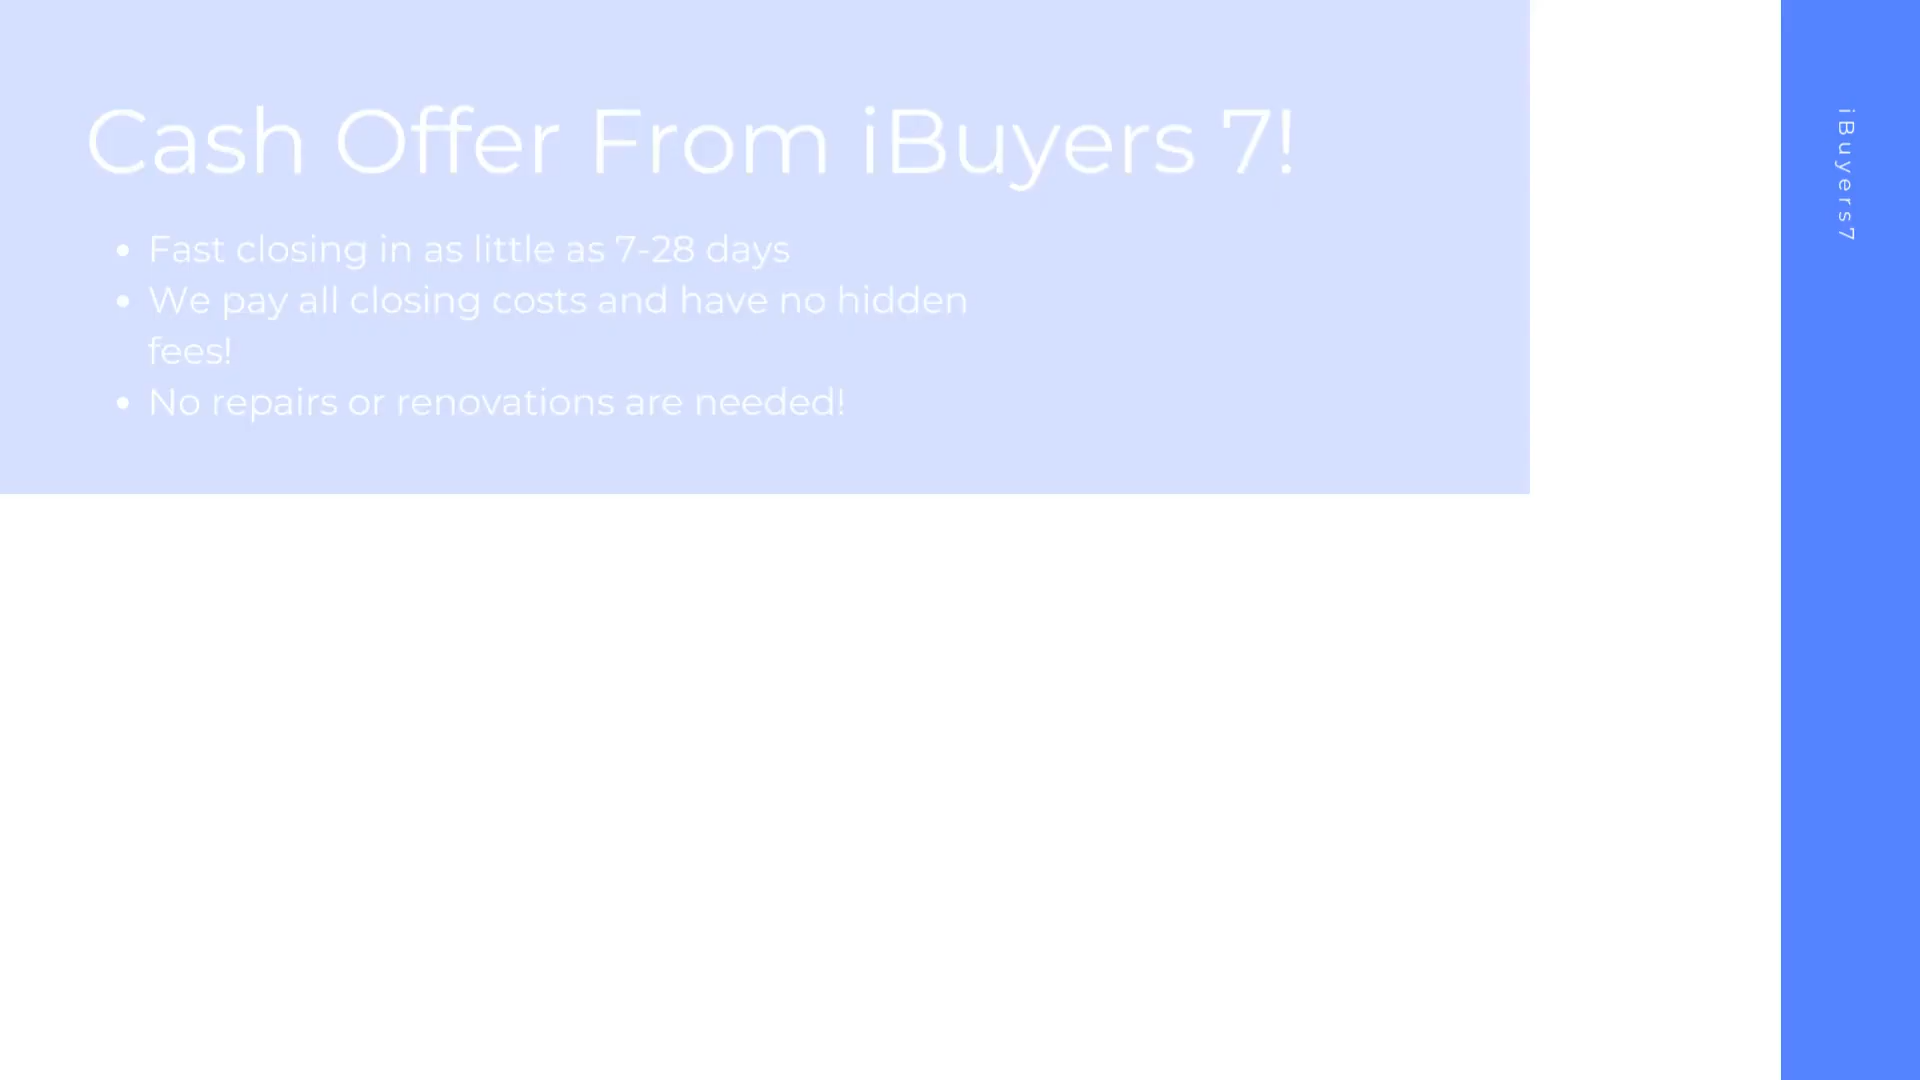 Cash Offer From iBuyers 7!
• Fast closing in as little as 7-28 days
• We pay all closing costs and have no hidden
fees!
• No repairs or renovations are needed!
iBuyers7